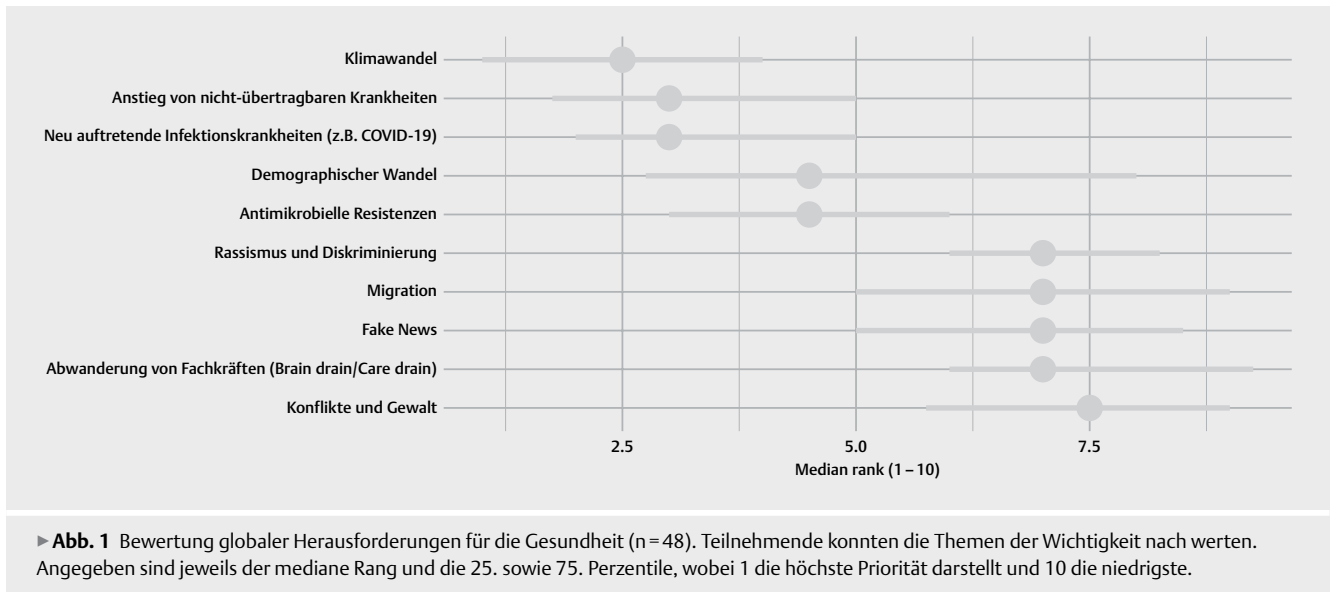 Klimawandel
Anstieg von nicht-übertragbaren Krankheiten
Neu auftretende Infektionskrankheiten (z.B. COVID-19)
Demographischer Wandel
Antimikrobielle Resistenzen
Rassismus und Diskriminierung
Migration
Fake News
Abwanderung von Fachkräften (Brain drain/Care drain)
Konflikte und Gewalt
2.5 5.0 7.5
Median rank (1 – 10)
▶ Abb. 1 Bewertung globaler Herausforderungen für die Gesundheit (n = 48). Teilnehmende konnten die Themen der Wichtigkeit nach werten.
Angegeben sind jeweils der mediane Rang und die 25. sowie 75. Perzentile, wobei 1 die höchste Priorität darstellt und 10 die niedrigste.